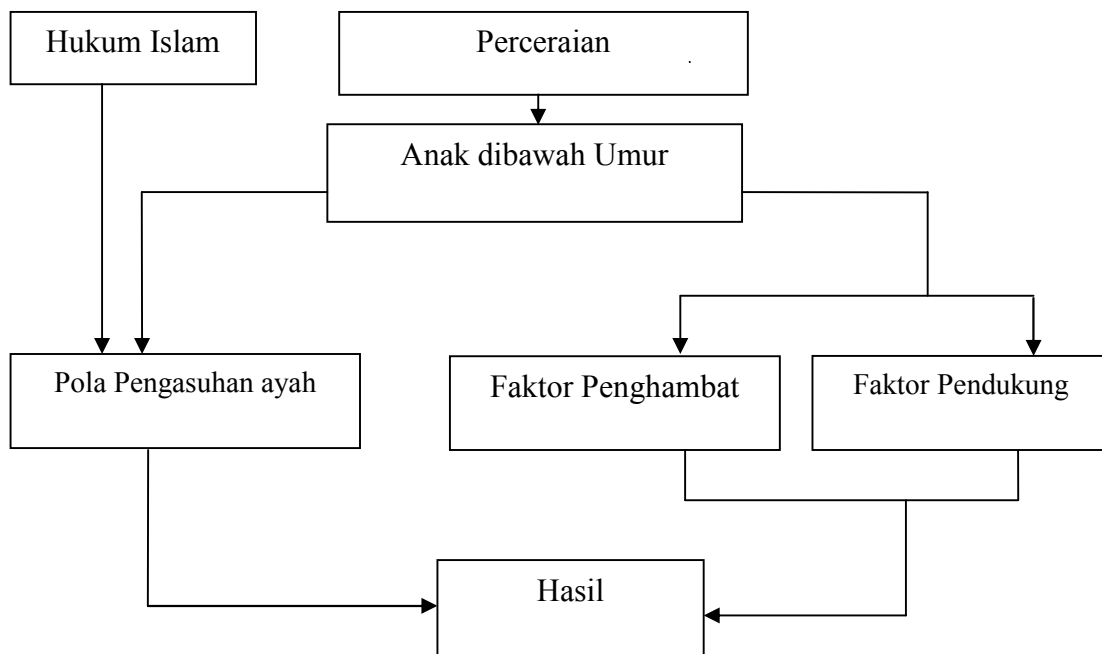 Hukum Islam
Perceraian
.
Anak dibawah Umur
Pola Pengasuhan ayah
Faktor Penghambat
Faktor Pendukung
Hasil